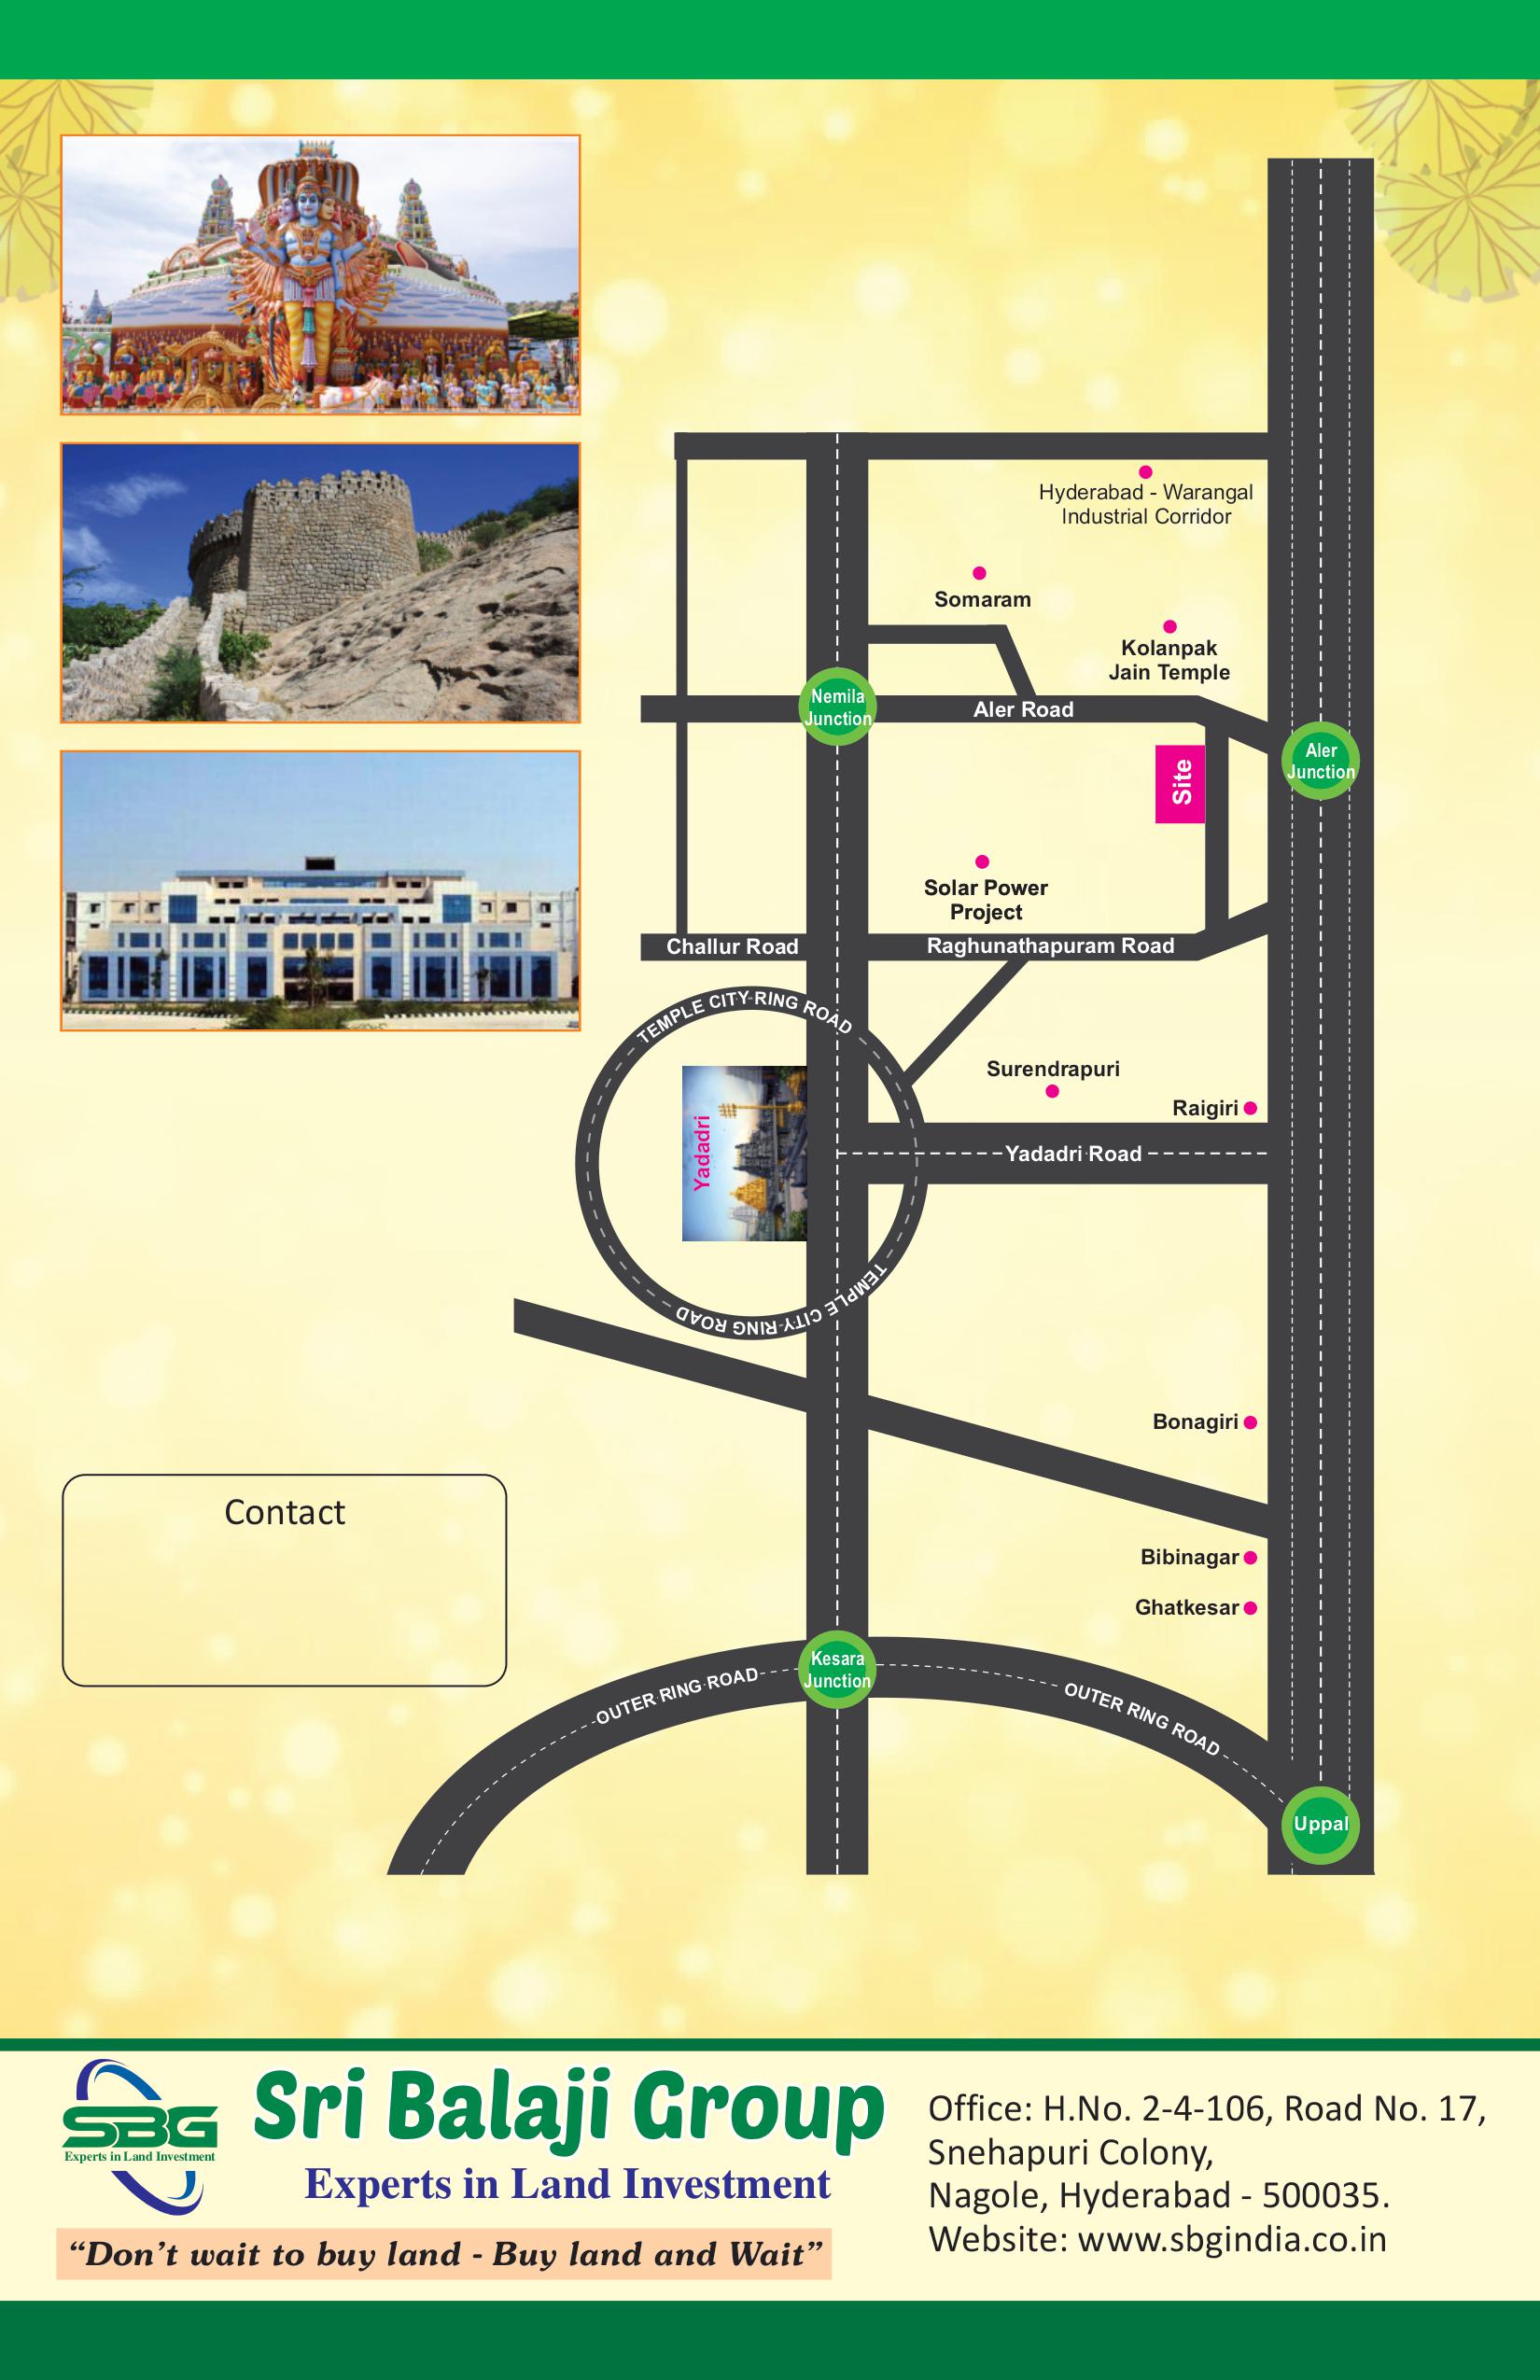 Hyderabad - Warangal
Industrial Corridor
Somaram
Kolanpak
Jain Temple
Nemila
Junction
Aler Road
Aler
Junction
Site
Solar Power
Project
Challur Road
Raghunathapuram Road
TEMPLE CITY RING ROAD
Surendrapuri
Raigiri
Yadadri
Yadadri Road
TEMPLE CITY RING ROAD
Bonagiri
Contact
Bibinagar
Ghatkesar
Kesara
Junction
OUTER RING ROAD
OUTER RING ROAD
Uppal
SBG
Experts in Land Investment
Sri Balaji Group
Experts in Land Investment
“Don’t wait to buy land - Buy land and Wait”
Office: H.No. 2-4-106, Road No. 17,
Snehapuri Colony,
Nagole, Hyderabad - 500035.
Website: www.sbgindia.co.in